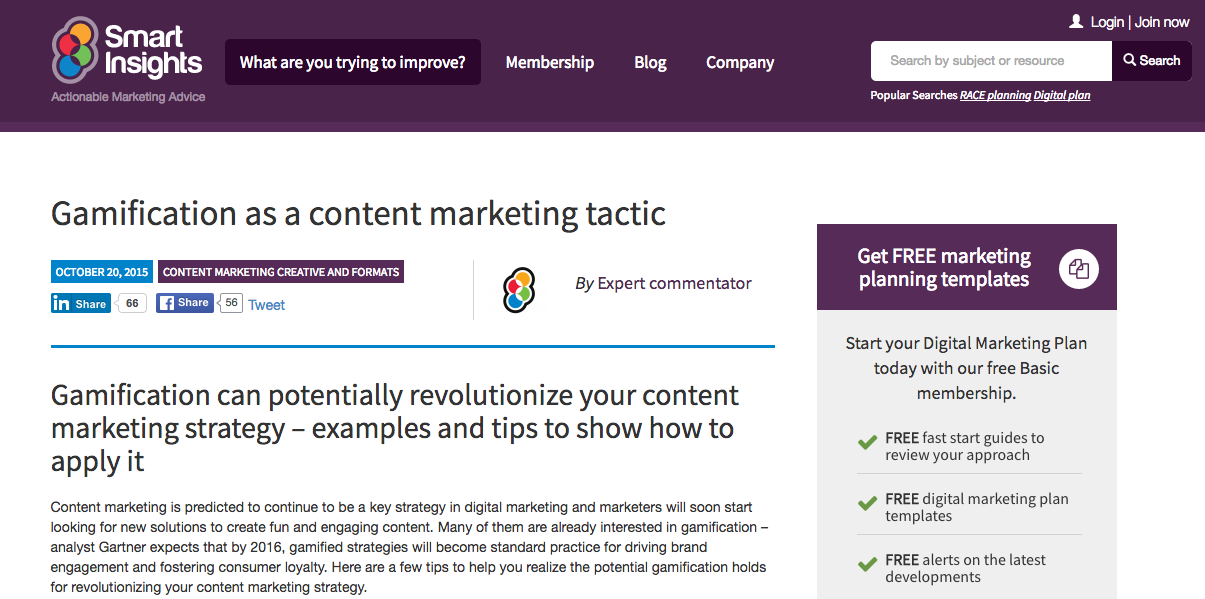 Login | Join now
Smart
Insights
Actionable Marketing Advice
What are you trying to improve?
Membership
Blog
Company
Search by subject or resource
Search
Popular Searches RACE planning Digital plan
Gamification as a content marketing tactic
OCTOBER 20, 2015
CONTENT MARKETING CREATIVE AND FORMATS
in Share
66
f Share
56
Tweet
By Expert commentator
Gamification can potentially revolutionize your content
marketing strategy – examples and tips to show how to
apply it
Content marketing is predicted to continue to be a key strategy in digital marketing and marketers will soon start
looking for new solutions to create fun and engaging content. Many of them are already interested in gamification –
analyst Gartner expects that by 2016, gamified strategies will become standard practice for driving brand
engagement and fostering consumer loyalty. Here are a few tips to help you realize the potential gamification holds
for revolutionizing your content marketing strategy.
Get FREE marketing
planning templates
Start your Digital Marketing Plan
today with our free Basic
membership.
FREE fast start guides to
review your approach
FREE digital marketing plan
templates
FREE alerts on the latest
developments